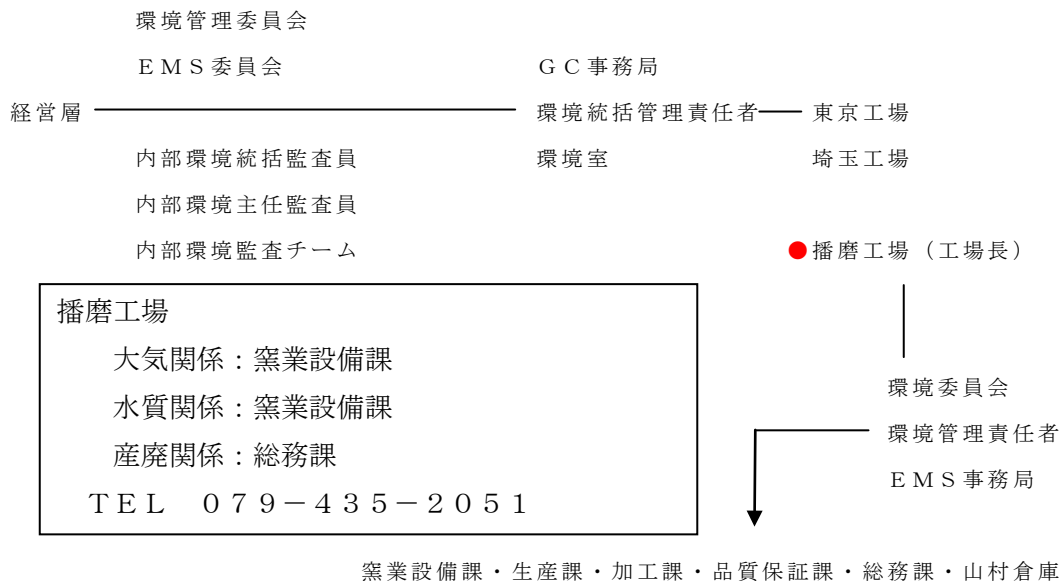 環境管理委員会
ＥＭＳ委員会 ＧＣ事務局
経営層 環境統括管理責任者 東京工場
内部環境統括監査員 環境室 埼玉工場
内部環境主任監査員
内部環境監査チーム ●播磨工場（工場長）
播磨工場
大気関係：窯業設備課
水質関係：窯業設備課
産廃関係：総務課
ＴＥＬ ０７９－４３５－２０５１
環境委員会
環境管理責任者
ＥＭＳ事務局
窯業設備課・生産課・加工課・品質保証課・総務課・山村倉庫